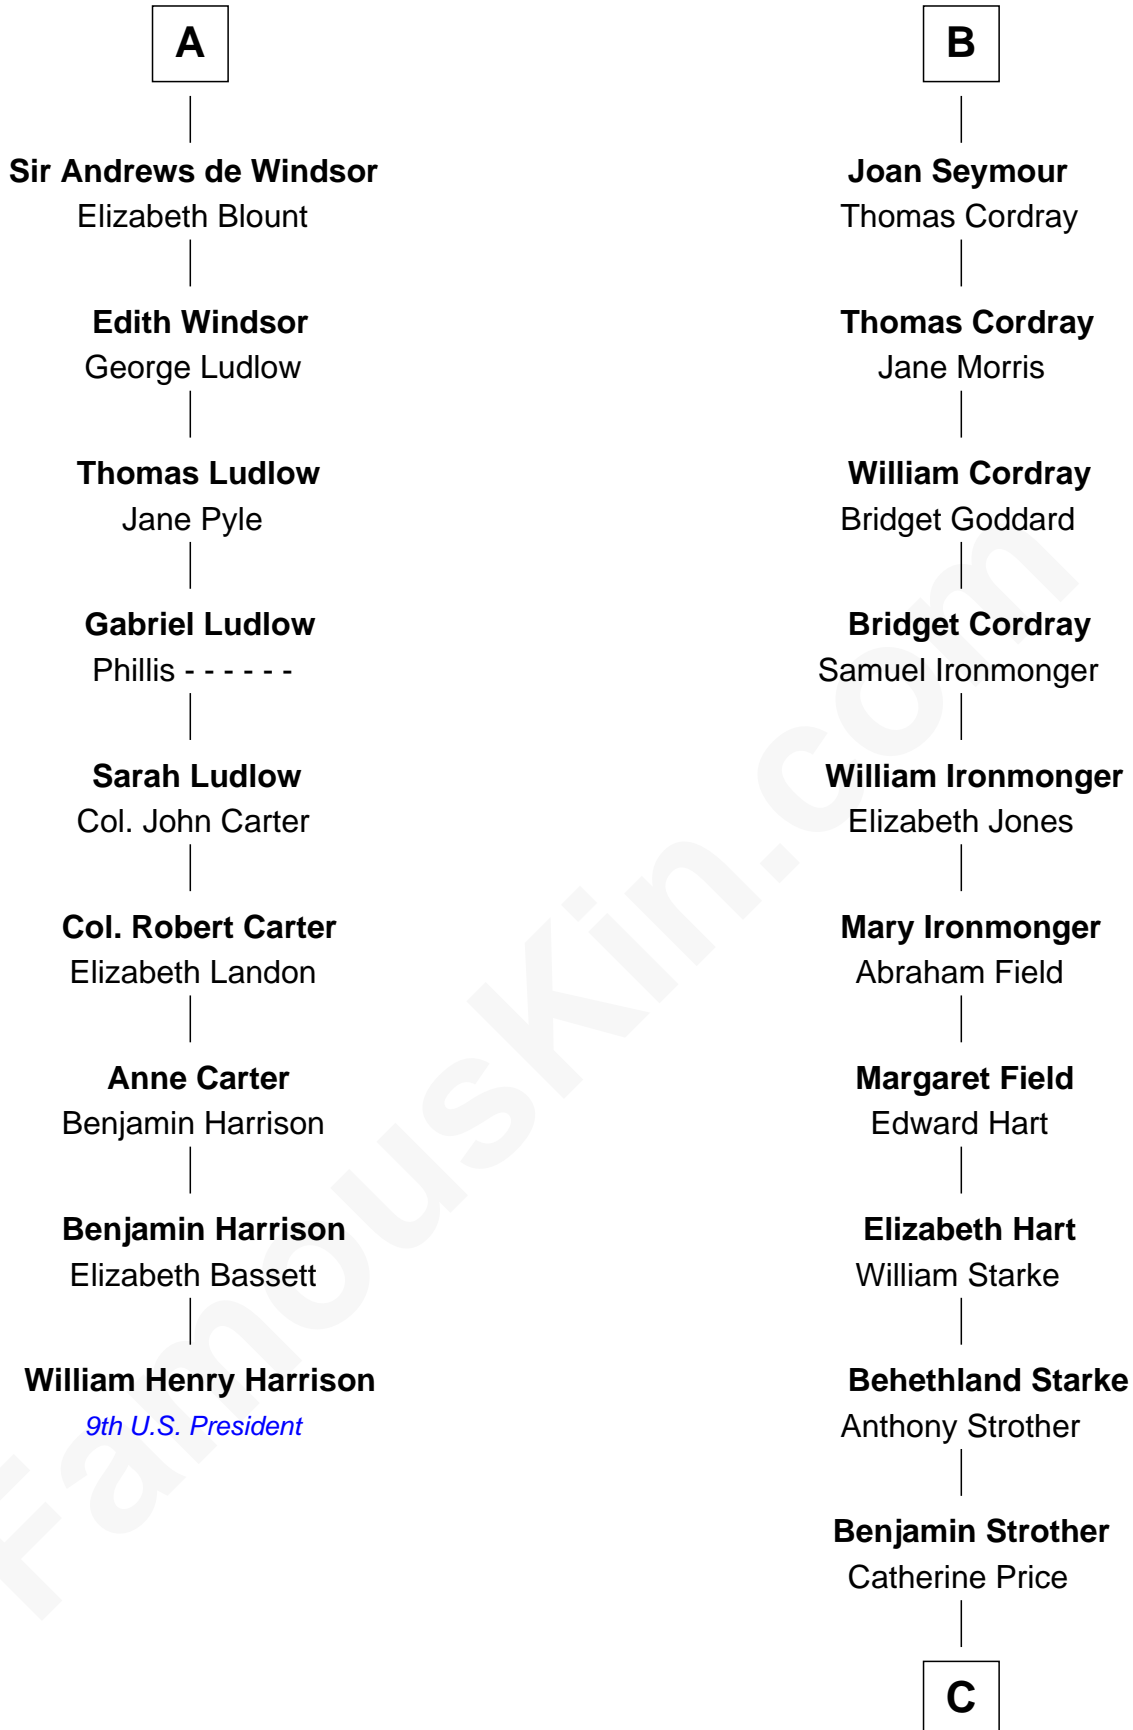 A
Sir Andrews de Windsor
Elizabeth Blount
Edith Windsor
George Ludlow
Thomas Ludlow
Jane Pyle
Gabriel Ludlow
Phillis - - - - - -
Sarah Ludlow
Col. John Carter
Col. Robert Carter
Elizabeth Landon
Anne Carter
Benjamin Harrison
Benjamin Harrison
Elizabeth Bassett
William Henry Harrison
9th U.S. President
B
Joan Seymour
Thomas Cordray
Thomas Cordray
Jane Morris
William Cordray
Bridget Goddard
Bridget Cordray
Samuel Ironmonger
William Ironmonger
Elizabeth Jones
Mary Ironmonger
Abraham Field
Margaret Field
Edward Hart
Elizabeth Hart
William Starke
Behethland Starke
Anthony Strother
Benjamin Strother
Catherine Price
C
FamousKin.com